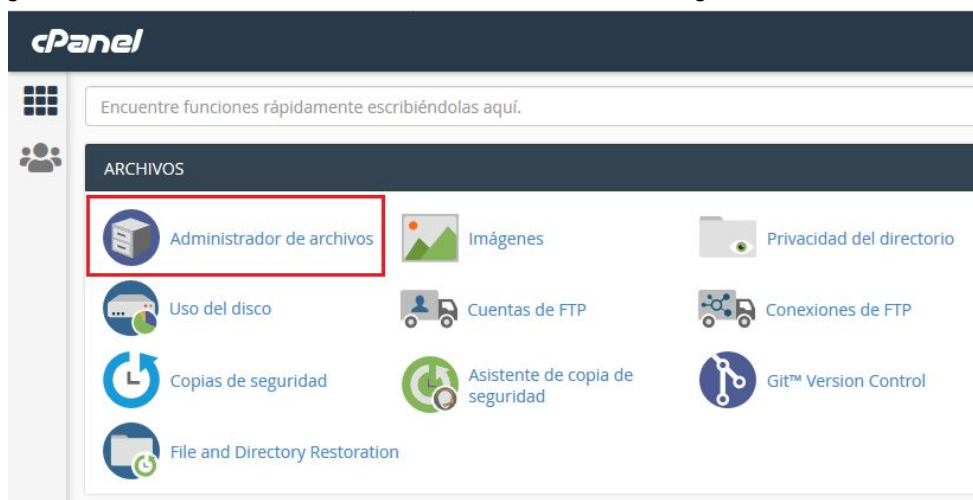 cPanel
Encuentre funciones rápidamente escribiéndolas aquí.
ARCHIVOS
Administrador de archivos
Imágenes
Privacidad del directorio
Uso del disco
Cuentas de FTP
Conexiones de FTP
Copias de seguridad
Asistente de copia de
seguridad
Git™ Version Control
File and Directory Restoration